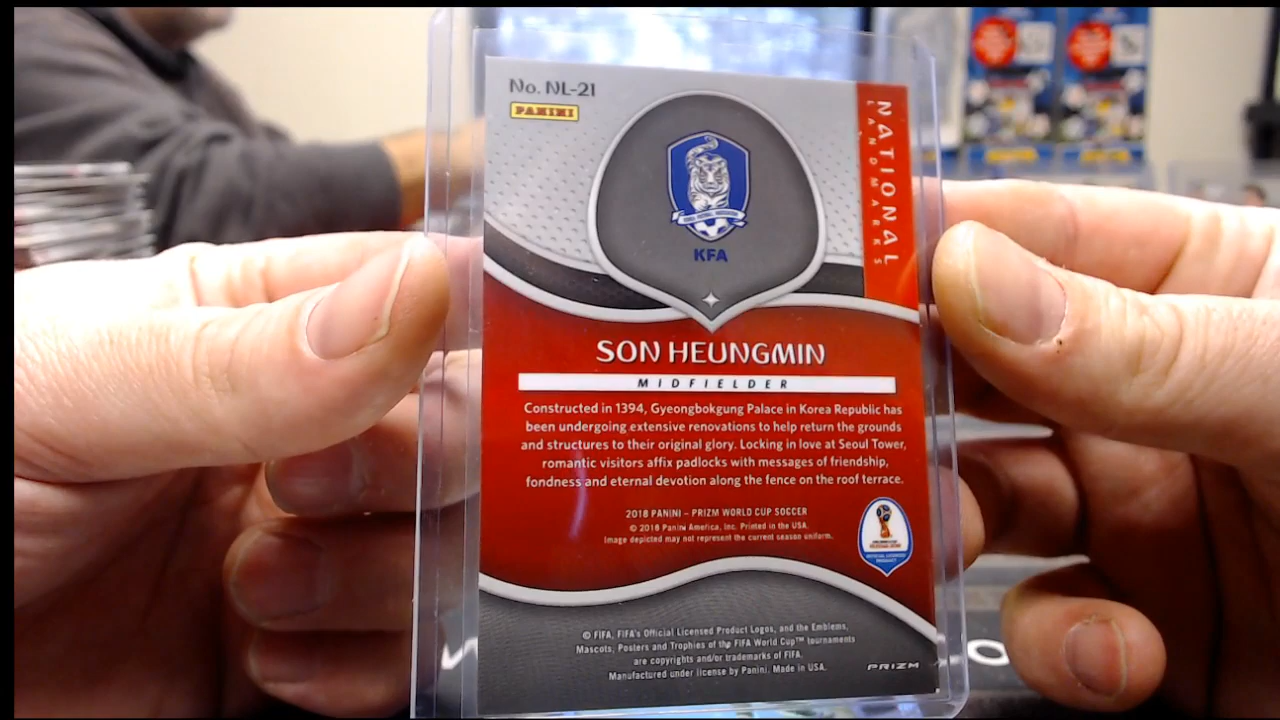 No. NL-21
PANINI
NATIONAL
LANDMARKS
KFA
SON HEUNGMIN
MIDFIELDER
Constructed in 1394, Gyeongbokgung Palace in Korea Republic has
been undergoing extensive renovations to help return the grounds
and structures to their original glory. Locking in love at Seoul Tower,
romantic visitors affix padlocks with messages of friendship,
fondness and eternal devotion along the fence on the roof terrace.
2018 PANINI – PRIZM WORLD CUP SOCCER
© 2018 Panini America, Inc. Printed in the USA.
Image depicted may not represent the current season uniform.
OFFICIAL LICENSED
PRODUCT
© FIFA, FIFA's Official Licensed Product Logos, and the Emblems,
Mascots, Posters and Trophies of the FIFA World Cup™ tournaments
are copyrights and/or trademarks of FIFA.
Manufactured under license by Panini. Made in USA.
PRIZM